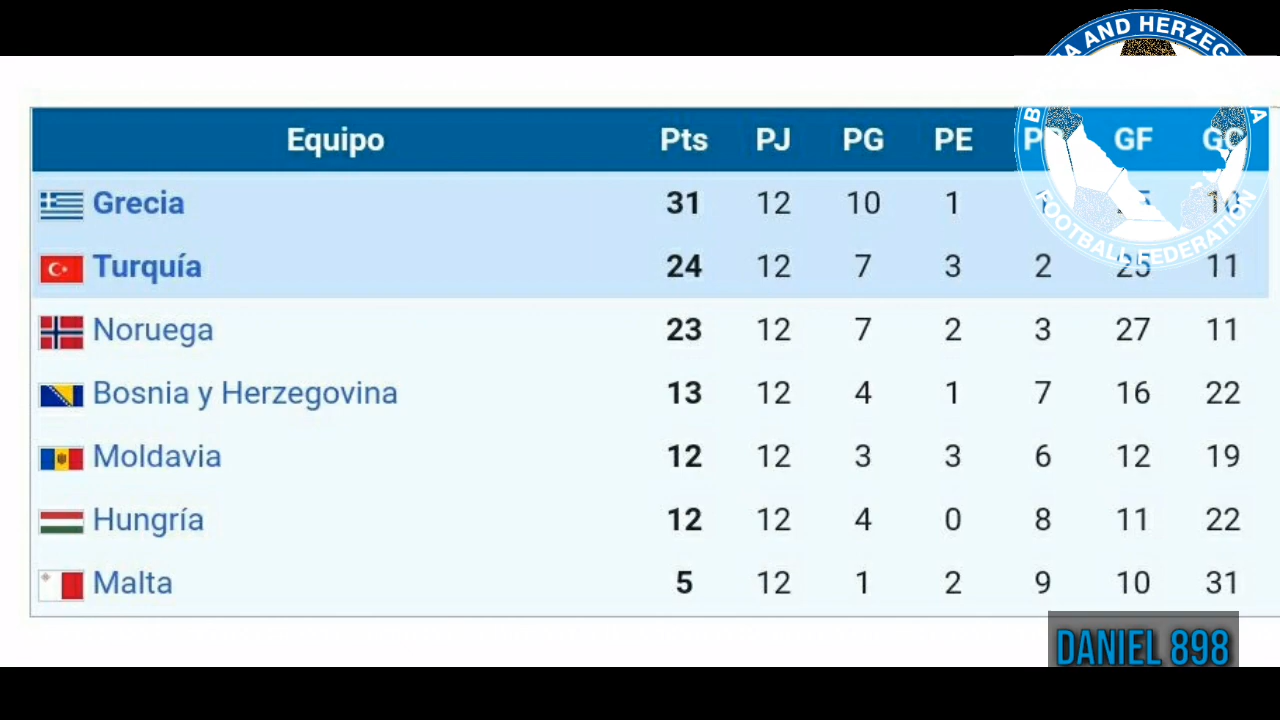 AND HERZEG
Equipo Pts PJ PG PE GF GC
Grecia 31 12 10 1
Turquía 24 12 7 3 2 25 11
Noruega 23 12 7 2 3 27 11
Bosnia y Herzegovina 13 12 4 1 7 16 22
Moldavia 12 12 3 3 6 12 19
Hungría 12 12 4 0 8 11 22
Malta 5 12 1 2 9 10 31
FOOTBALL FEDERATION
DANIEL 898